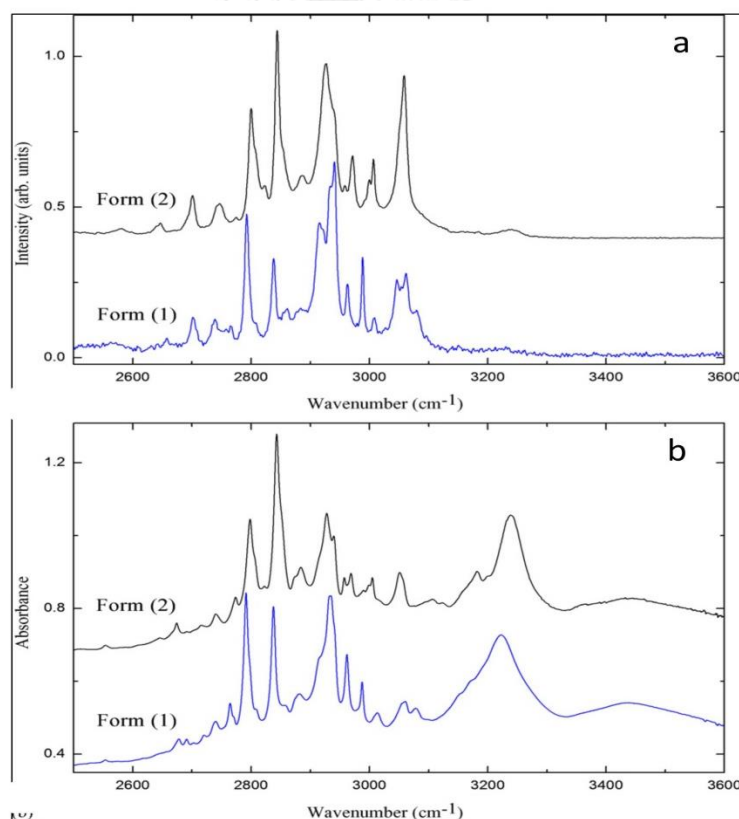 a
1.0
Form (2)
0.5
Form (1)
0.0
Intensity (arb. units)
2600 2800 3000 3200 3400 3600
Wavenumber (cm-1)
b
1.2
Form (2)
0.8
Form (1)
0.4
Absorbance
2600 2800 3000 3200 3400 3600
Wavenumber (cm-1)